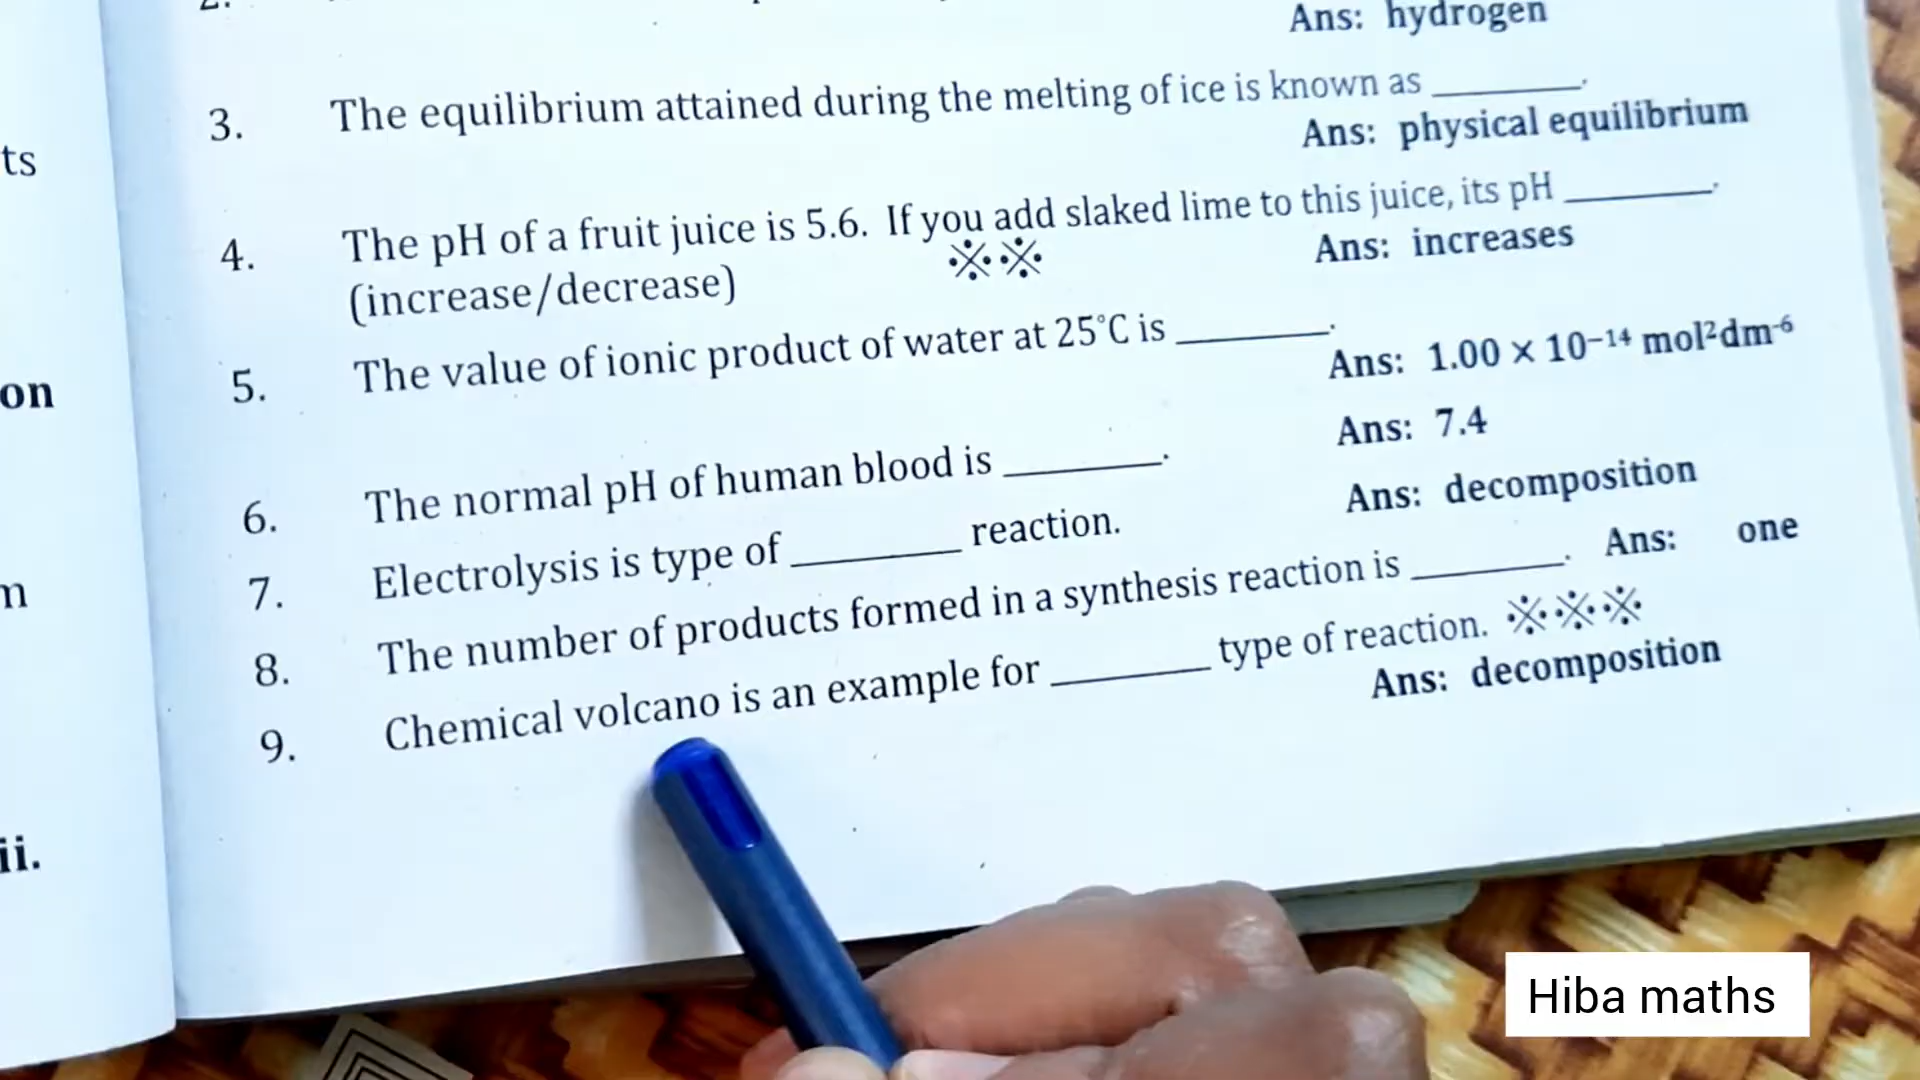 Ans: hydrogen
3. The equilibrium attained during the melting of ice is known as ________.
Ans: physical equilibrium
4. The pH of a fruit juice is 5.6. If you add slaked lime to this juice, its pH ________.
(increase/decrease) ※※ Ans: increases
5. The value of ionic product of water at 25°C is ________.
Ans: 1.00 × 10⁻¹⁴ mol²dm⁻⁶
6. The normal pH of human blood is ________. Ans: 7.4
7. Electrolysis is type of ________ reaction. Ans: decomposition
8. The number of products formed in a synthesis reaction is ________. Ans: one
9. Chemical volcano is an example for ________ type of reaction. ※※※
Ans: decomposition
ts
on
ii.
Hiba maths